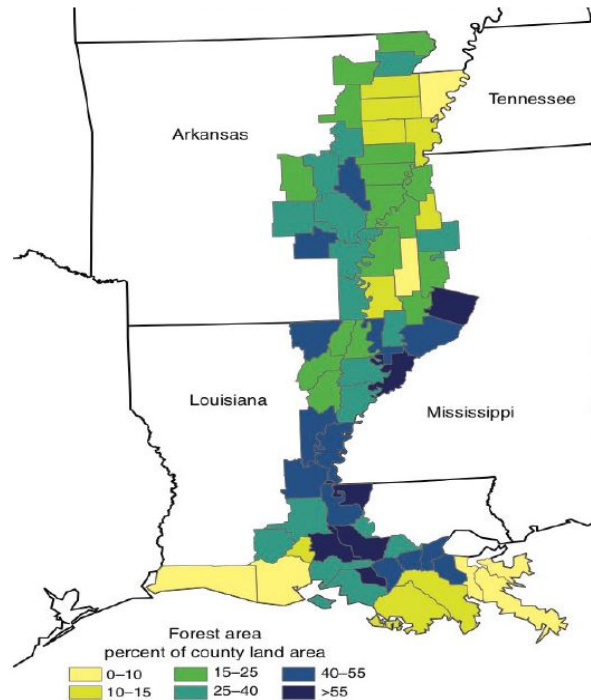 Tennessee
Arkansas
Louisiana
Mississippi
Forest area
percent of county land area
0–10 15–25 40–55
10–15 25–40 >55